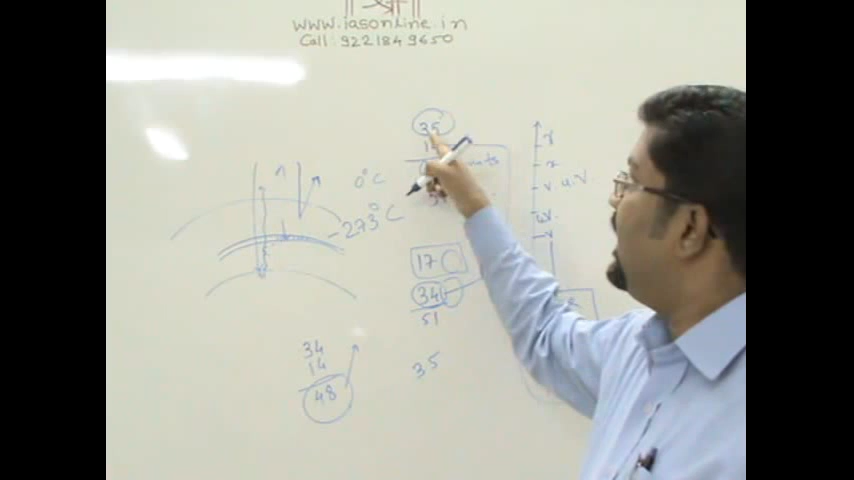 www.iasonline.in
Call: 9221849650
35
0°C
-273°C
17
34
51
35
34
14
48
γ
x
V. U.V.
U.V.
V